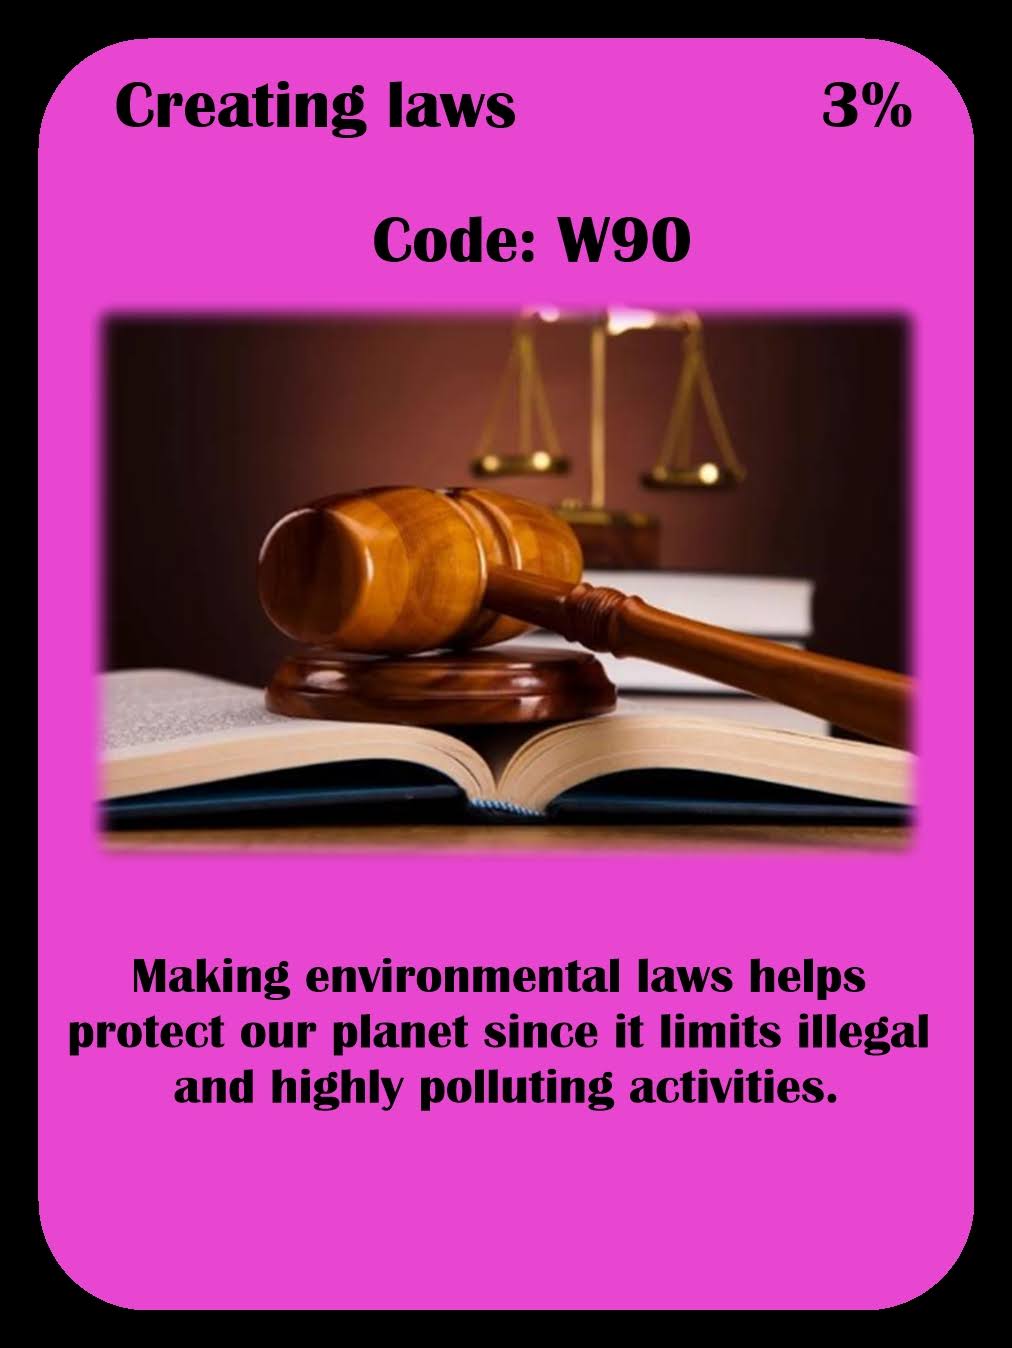 Creating laws 3%
Code: W90
Making environmental laws helps
protect our planet since it limits illegal
and highly polluting activities.